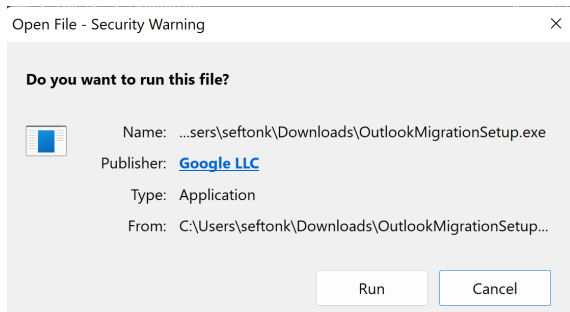 Open File - Security Warning
Do you want to run this file?
Name: ...sers\seftonk\Downloads\OutlookMigrationSetup.exe
Publisher: Google LLC
Type: Application
From: C:\Users\seftonk\Downloads\OutlookMigrationSetup...
Run Cancel